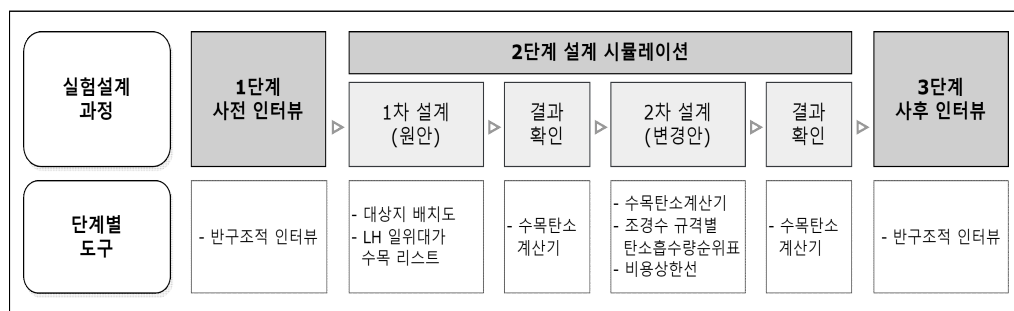 실험설계
과정
1단계
사전 인터뷰
2단계 설계 시뮬레이션
1차 설계
(원안)
결과
확인
2차 설계
(변경안)
결과
확인
3단계
사후 인터뷰
단계별
도구
- 반구조적 인터뷰
- 대상지 배치도
- LH 일위대가
수목 리스트
- 수목탄소
계산기
- 수목탄소계산기
- 조경수 규격별
탄소흡수량순위표
- 비용상한선
- 수목탄소
계산기
- 반구조적 인터뷰